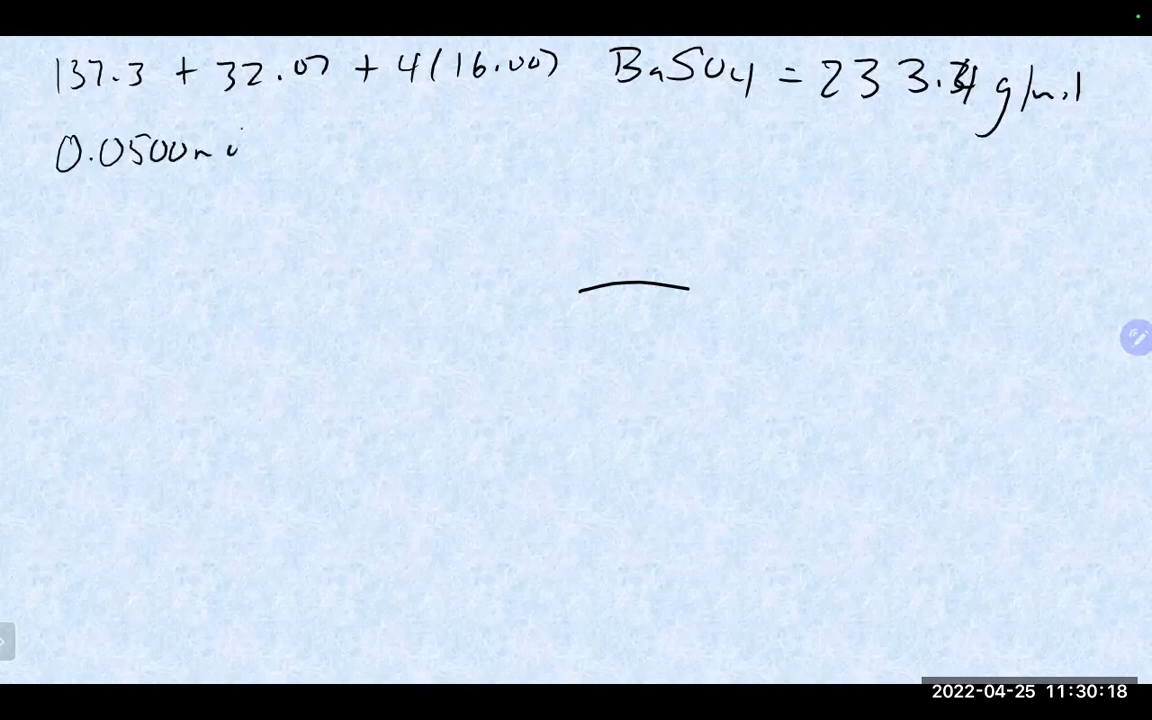 137.3 + 32.07 + 4(16.00) BaSO4 = 233.4 g/mol
0.0500 mo
2022-04-25 11:30:18